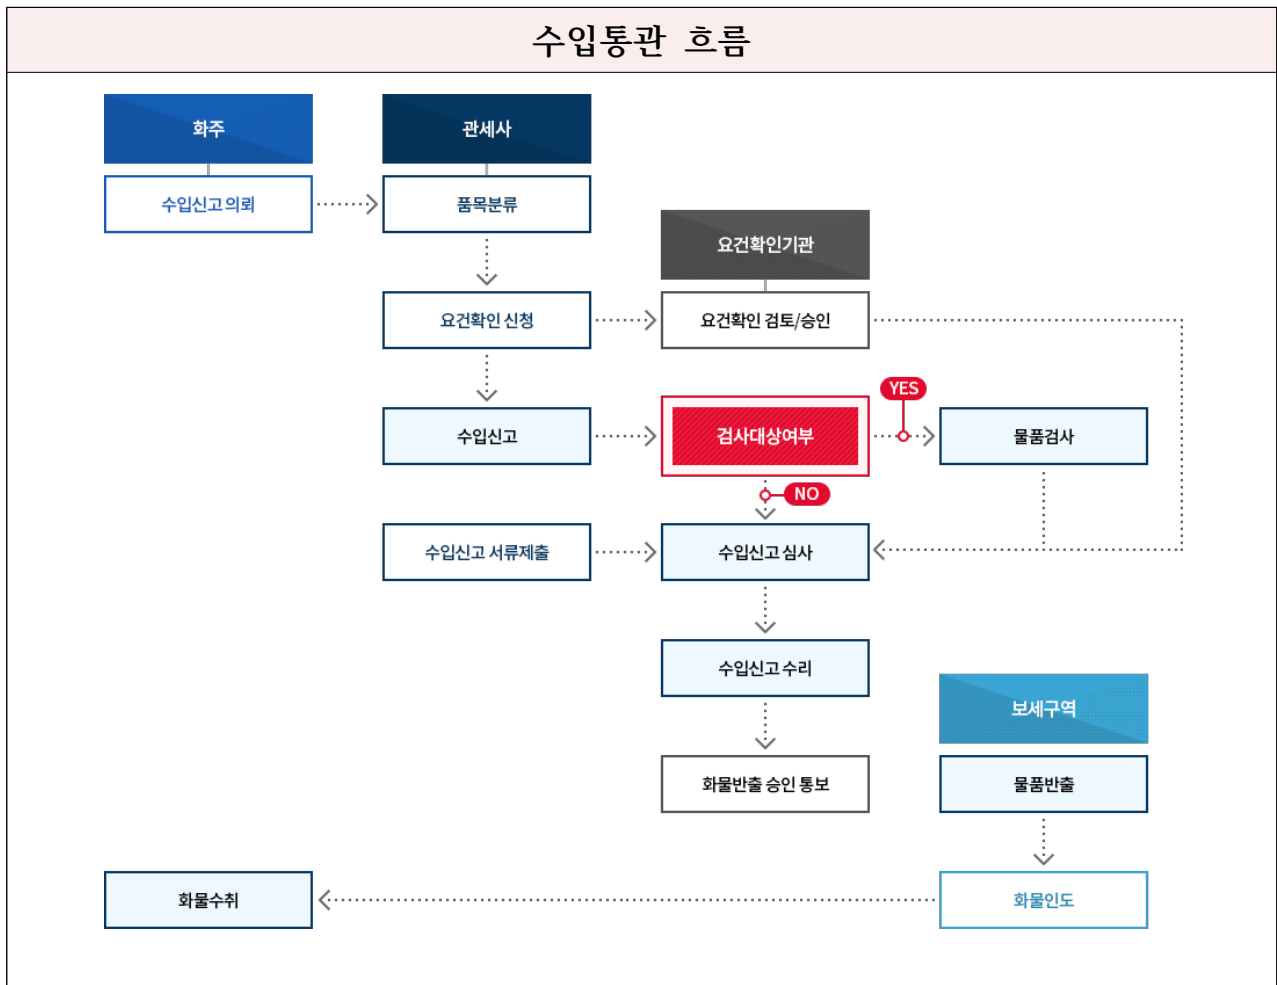 수입통관 흐름
화주
관세사
수입신고 의뢰
품목분류
요건확인기관
요건확인 신청
요건확인 검토/승인
YES
수입신고
검사대상여부
물품검사
NO
수입신고 서류제출
수입신고 심사
수입신고 수리
보세구역
화물반출 승인 통보
물품반출
화물수취
화물인도